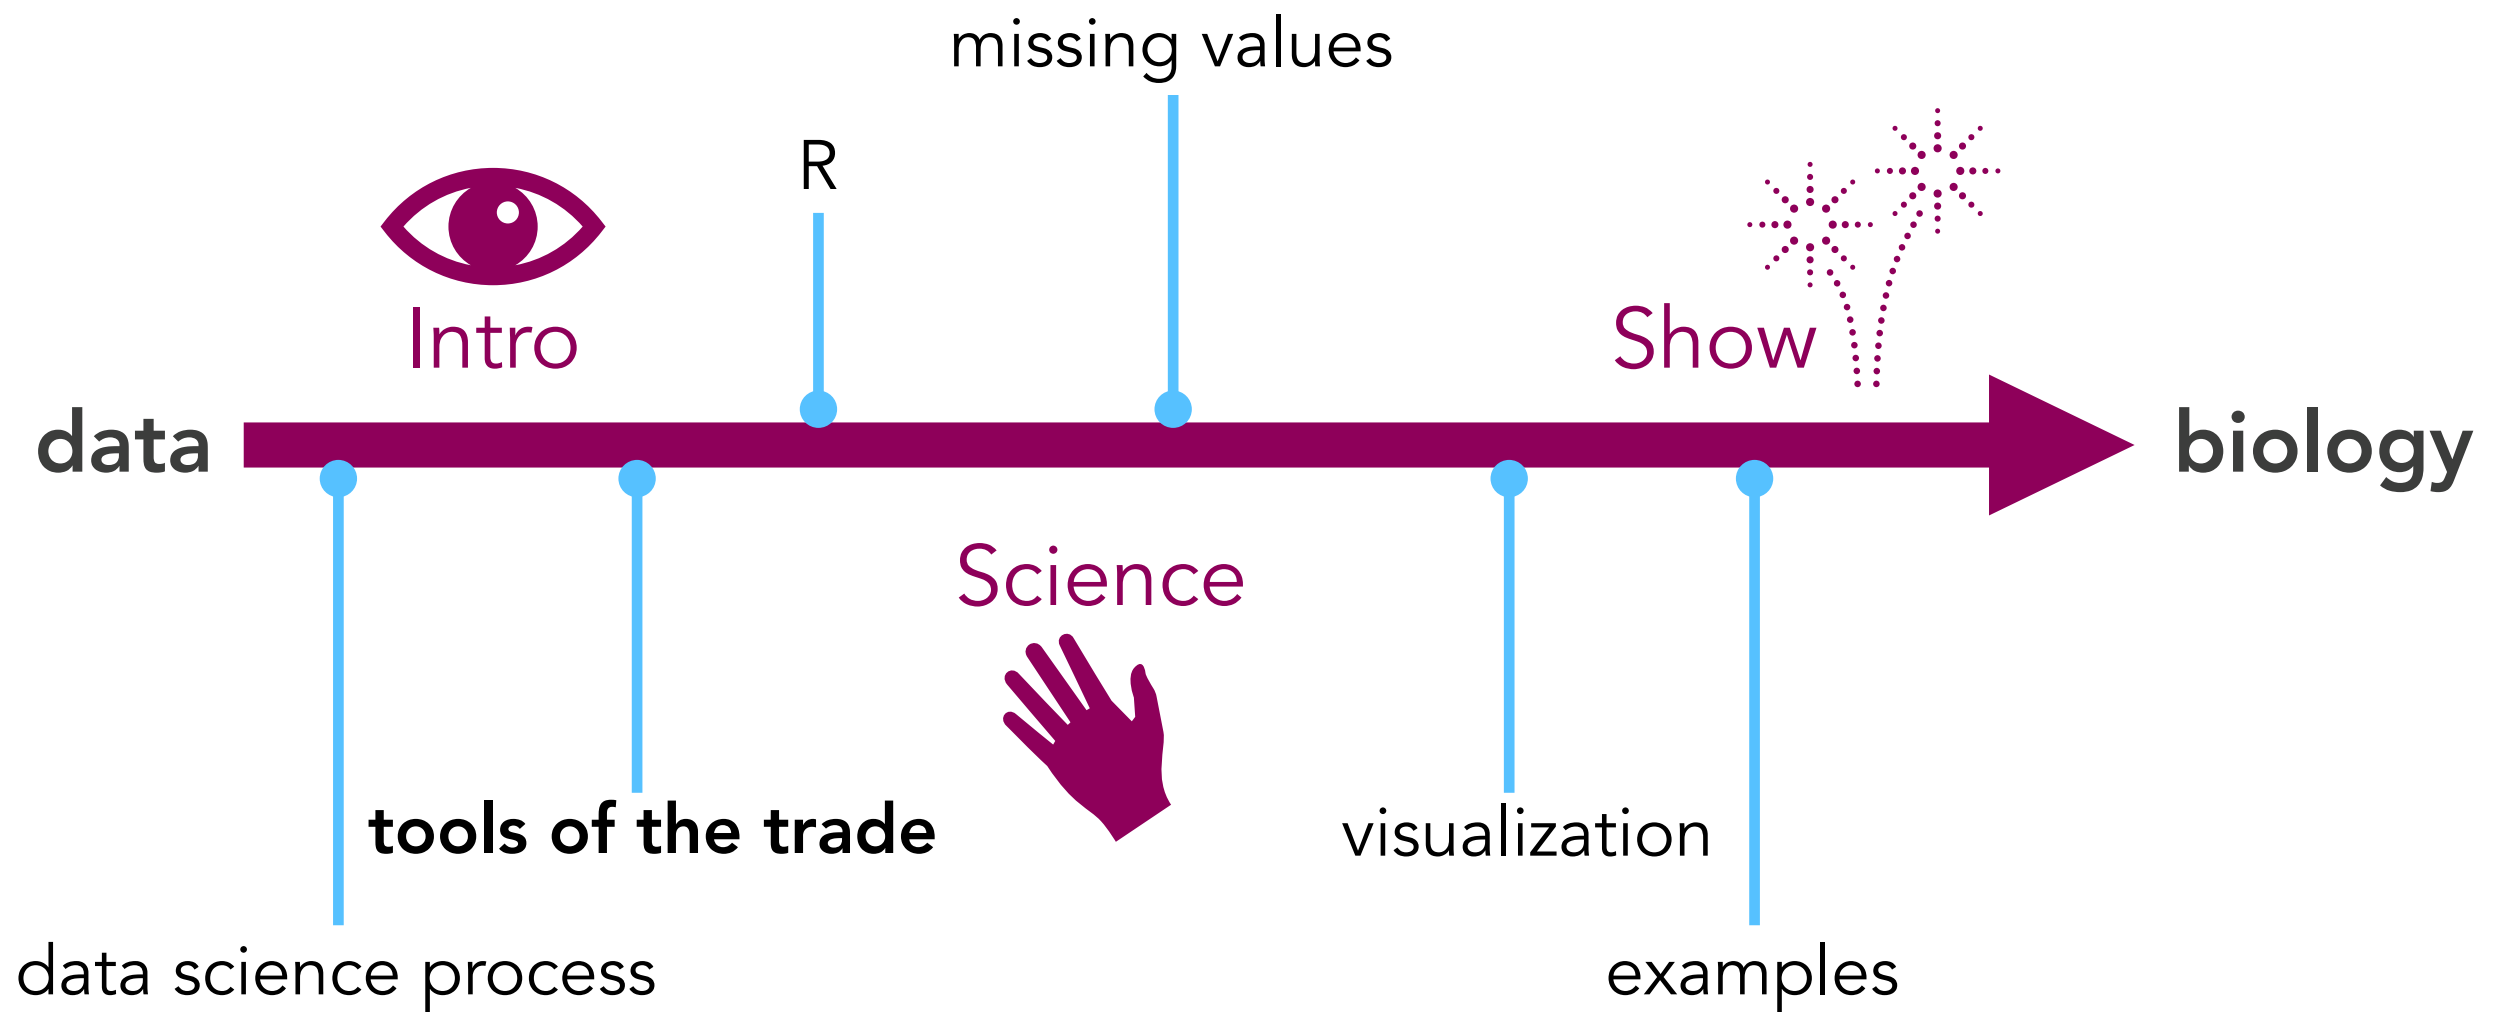 missing values
R
Intro
Show
data
biology
Science
tools of the trade
visualization
data science process
examples